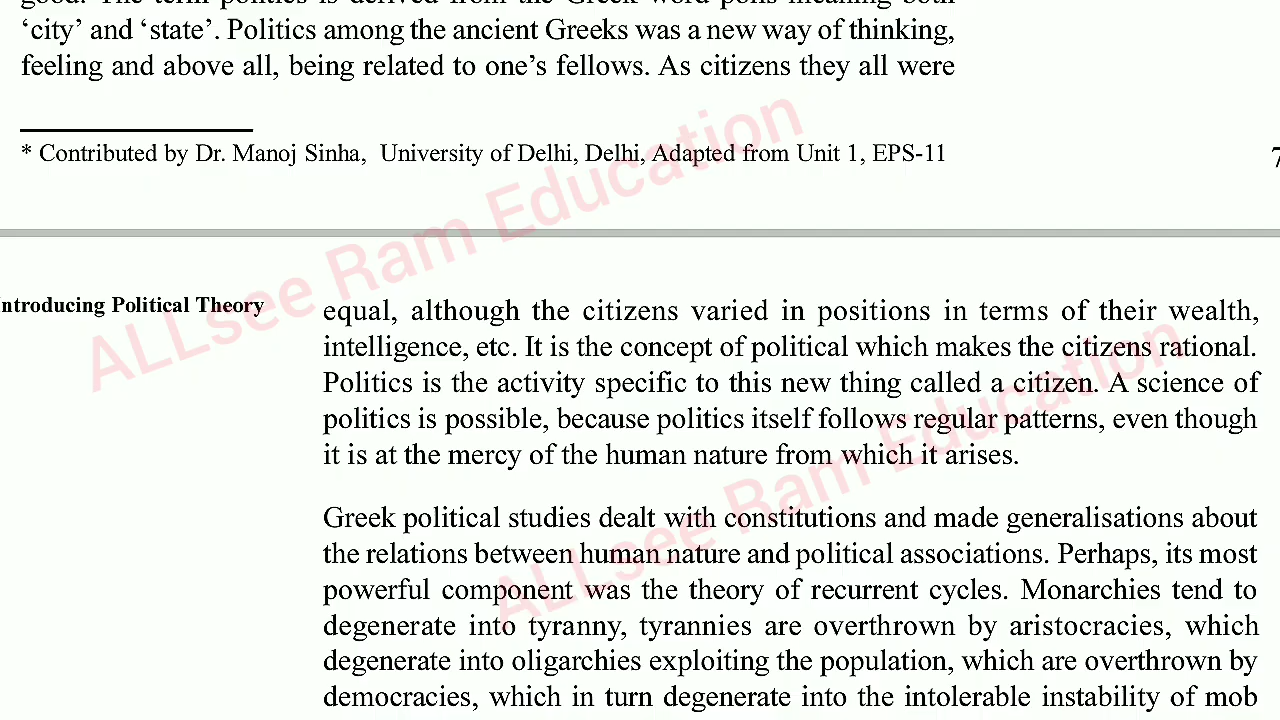 ‘city’ and ‘state’. Politics among the ancient Greeks was a new way of thinking,
feeling and above all, being related to one’s fellows. As citizens they all were
* Contributed by Dr. Manoj Sinha, University of Delhi, Delhi, Adapted from Unit 1, EPS-11
7
ntroducing Political Theory
equal, although the citizens varied in positions in terms of their wealth,
intelligence, etc. It is the concept of political which makes the citizens rational.
Politics is the activity specific to this new thing called a citizen. A science of
politics is possible, because politics itself follows regular patterns, even though
it is at the mercy of the human nature from which it arises.
Greek political studies dealt with constitutions and made generalisations about
the relations between human nature and political associations. Perhaps, its most
powerful component was the theory of recurrent cycles. Monarchies tend to
degenerate into tyranny, tyrannies are overthrown by aristocracies, which
degenerate into oligarchies exploiting the population, which are overthrown by
democracies, which in turn degenerate into the intolerable instability of mob
ALLsee Ram Education
ALLsee Ram Education